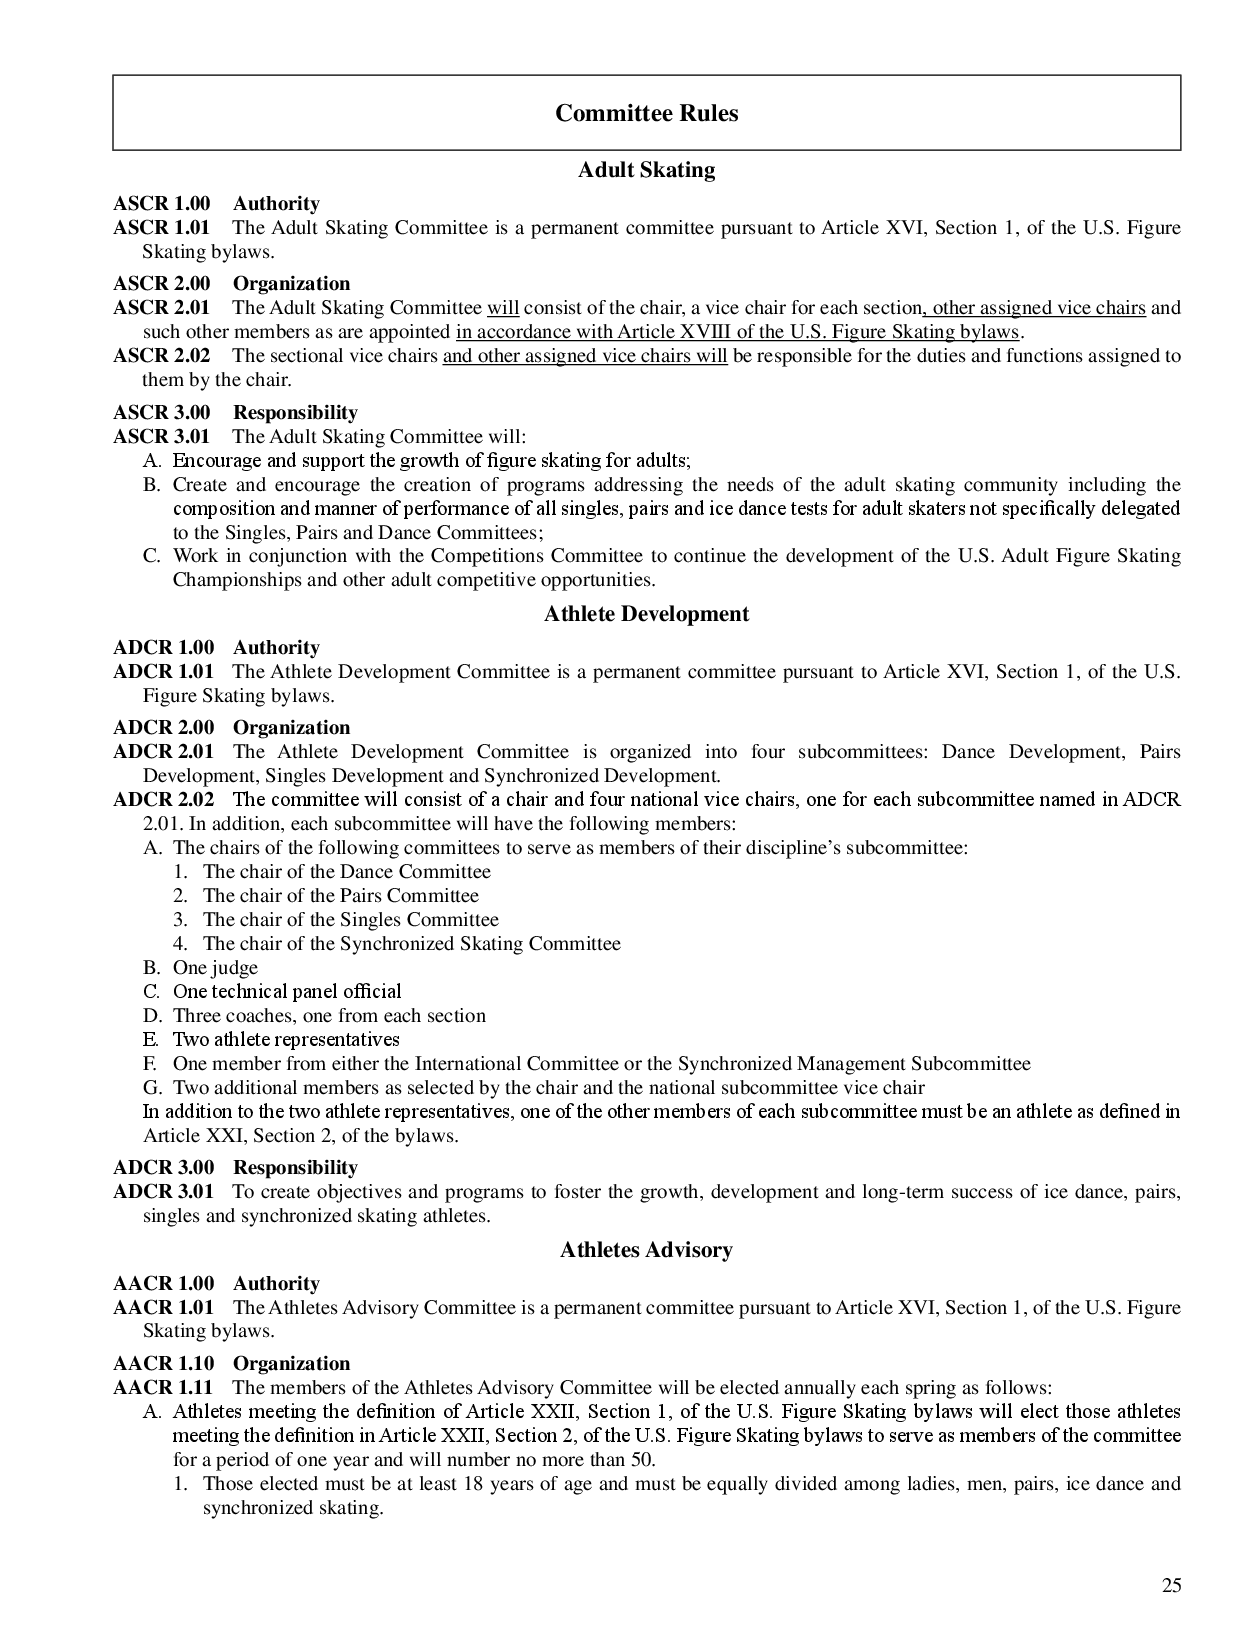 Committee Rules
Adult Skating
ASCR 1.00 Authority
ASCR 1.01 The Adult Skating Committee is a permanent committee pursuant to Article XVI, Section 1, of the U.S. Figure
Skating bylaws.
ASCR 2.00 Organization
ASCR 2.01 The Adult Skating Committee will consist of the chair, a vice chair for each section, other assigned vice chairs and
such other members as are appointed in accordance with Article XVIII of the U.S. Figure Skating bylaws.
ASCR 2.02 The sectional vice chairs and other assigned vice chairs will be responsible for the duties and functions assigned to
them by the chair.
ASCR 3.00 Responsibility
ASCR 3.01 The Adult Skating Committee will:
A. Encourage and support the growth of figure skating for adults;
B. Create and encourage the creation of programs addressing the needs of the adult skating community including the
composition and manner of performance of all singles, pairs and ice dance tests for adult skaters not specifically delegated
to the Singles, Pairs and Dance Committees;
C. Work in conjunction with the Competitions Committee to continue the development of the U.S. Adult Figure Skating
Championships and other adult competitive opportunities.
Athlete Development
ADCR 1.00 Authority
ADCR 1.01 The Athlete Development Committee is a permanent committee pursuant to Article XVI, Section 1, of the U.S.
Figure Skating bylaws.
ADCR 2.00 Organization
ADCR 2.01 The Athlete Development Committee is organized into four subcommittees: Dance Development, Pairs
Development, Singles Development and Synchronized Development.
ADCR 2.02 The committee will consist of a chair and four national vice chairs, one for each subcommittee named in ADCR
2.01. In addition, each subcommittee will have the following members:
A. The chairs of the following committees to serve as members of their discipline’s subcommittee:
1. The chair of the Dance Committee
2. The chair of the Pairs Committee
3. The chair of the Singles Committee
4. The chair of the Synchronized Skating Committee
B. One judge
C. One technical panel official
D. Three coaches, one from each section
E. Two athlete representatives
F. One member from either the International Committee or the Synchronized Management Subcommittee
G. Two additional members as selected by the chair and the national subcommittee vice chair
In addition to the two athlete representatives, one of the other members of each subcommittee must be an athlete as defined in
Article XXI, Section 2, of the bylaws.
ADCR 3.00 Responsibility
ADCR 3.01 To create objectives and programs to foster the growth, development and long-term success of ice dance, pairs,
singles and synchronized skating athletes.
Athletes Advisory
AACR 1.00 Authority
AACR 1.01 The Athletes Advisory Committee is a permanent committee pursuant to Article XVI, Section 1, of the U.S. Figure
Skating bylaws.
AACR 1.10 Organization
AACR 1.11 The members of the Athletes Advisory Committee will be elected annually each spring as follows:
A. Athletes meeting the definition of Article XXII, Section 1, of the U.S. Figure Skating bylaws will elect those athletes
meeting the definition in Article XXII, Section 2, of the U.S. Figure Skating bylaws to serve as members of the committee
for a period of one year and will number no more than 50.
1. Those elected must be at least 18 years of age and must be equally divided among ladies, men, pairs, ice dance and
synchronized skating.
25